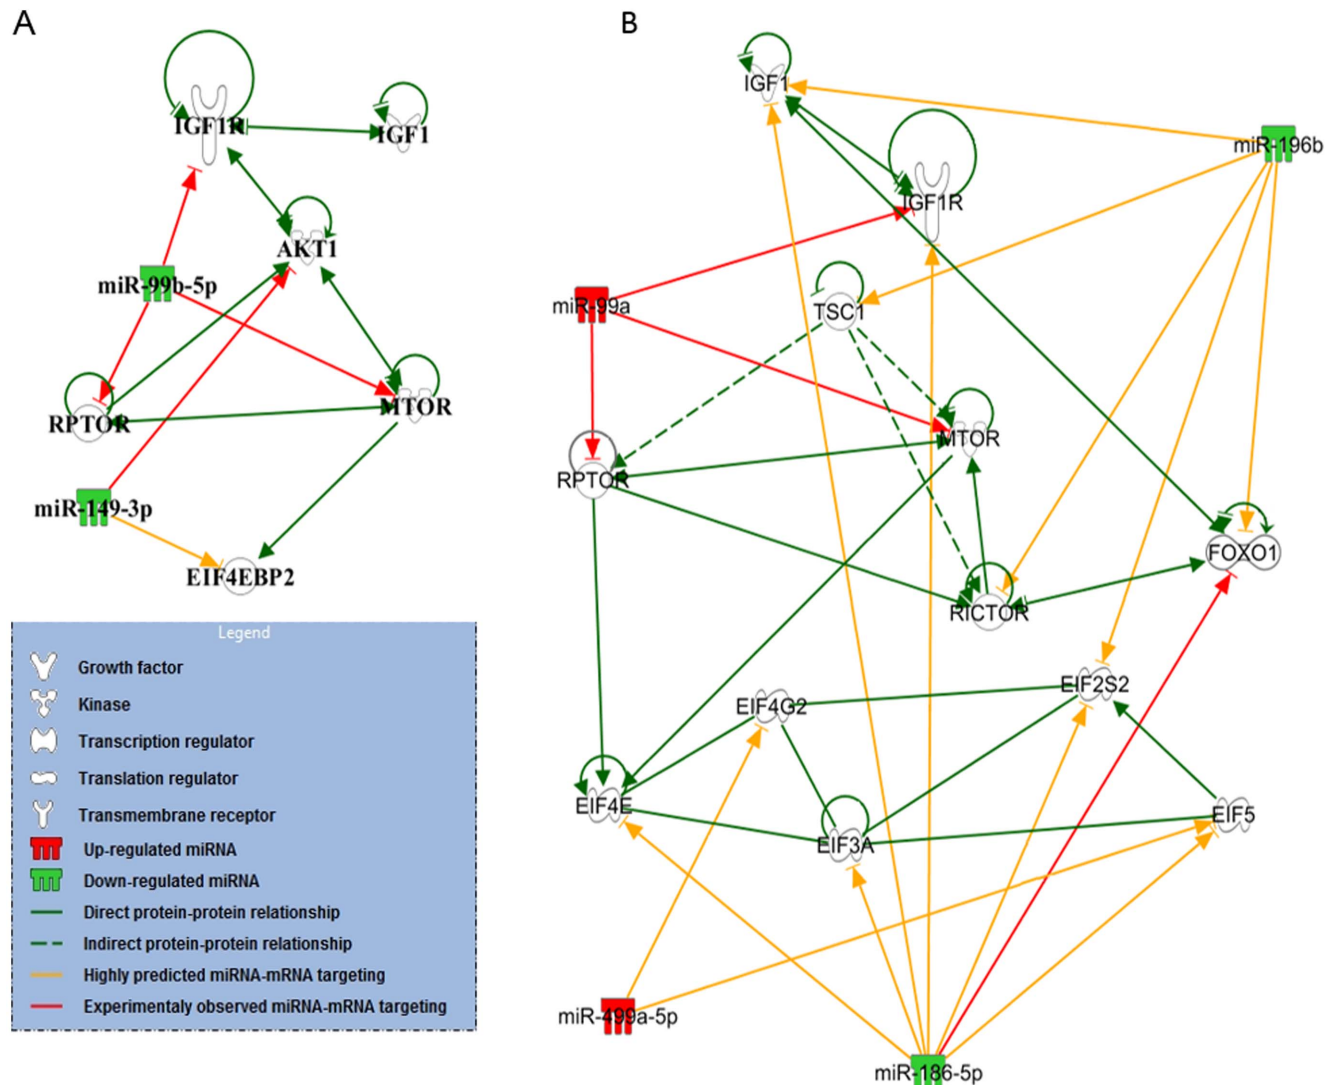 A
IGF1R
IGF1
AKT1
miR-99b-5p
RPTOR
MTOR
miR-149-3p
EIF4EBP2
Legend
Growth factor
Kinase
Transcription regulator
Translation regulator
Transmembrane receptor
Up-regulated miRNA
Down-regulated miRNA
Direct protein-protein relationship
Indirect protein-protein relationship
Highly predicted miRNA-mRNA targeting
Experimentaly observed miRNA-mRNA targeting
B
IGF1
miR-196b
IGF1R
miR-99a
TSC1
MTOR
RPTOR
FOXO1
RICTOR
EIF2S2
EIF4G2
EIF4E
EIF5
EIF3A
miR-499a-5p
miR-186-5p